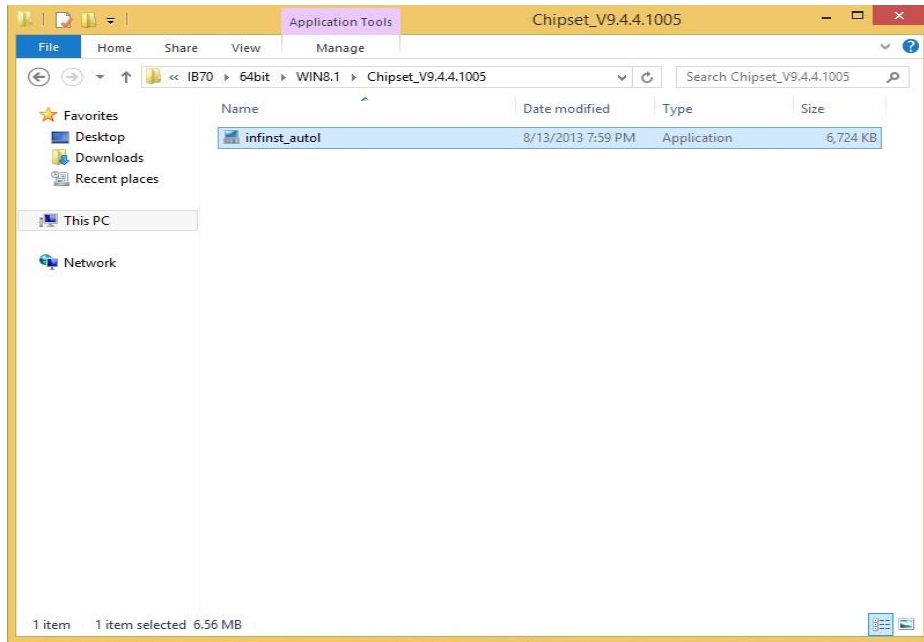 Application Tools
Chipset_V9.4.4.1005
File Home Share View Manage
« IB70 64bit WIN8.1 Chipset_V9.4.4.1005
Search Chipset_V9.4.4.1005
Name Date modified Type Size
Favorites
infinst_autol 8/13/2013 7:59 PM Application 6,724 KB
Desktop
Downloads
Recent places
This PC
Network
1 item 1 item selected 6.56 MB